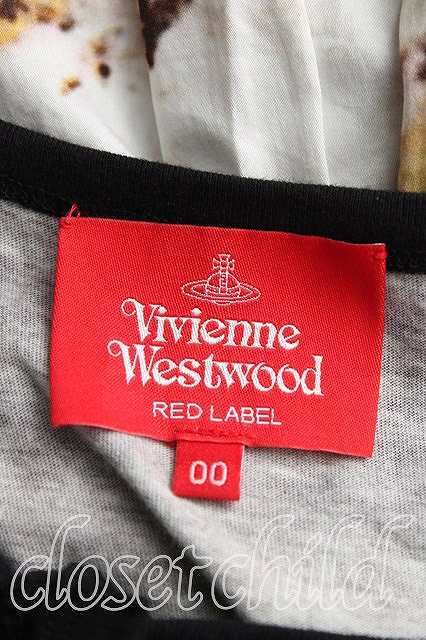 Vivienne
Westwood
RED LABEL
00
closetchild